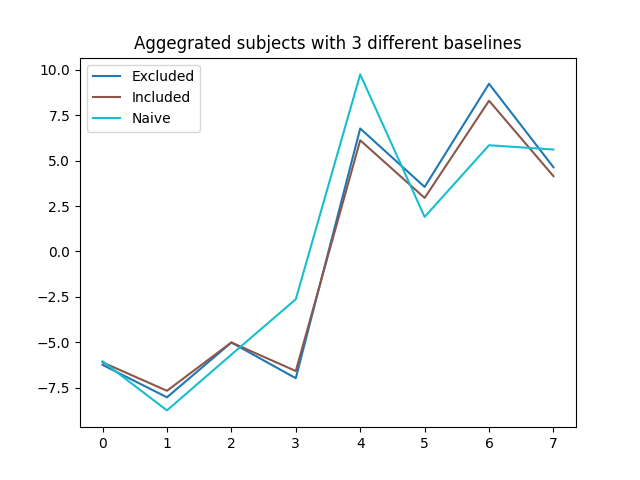 Aggegrated subjects with 3 different baselines
Excluded
Included
Naive
10.0
7.5
5.0
2.5
0.0
−2.5
−5.0
−7.5
0 1 2 3 4 5 6 7